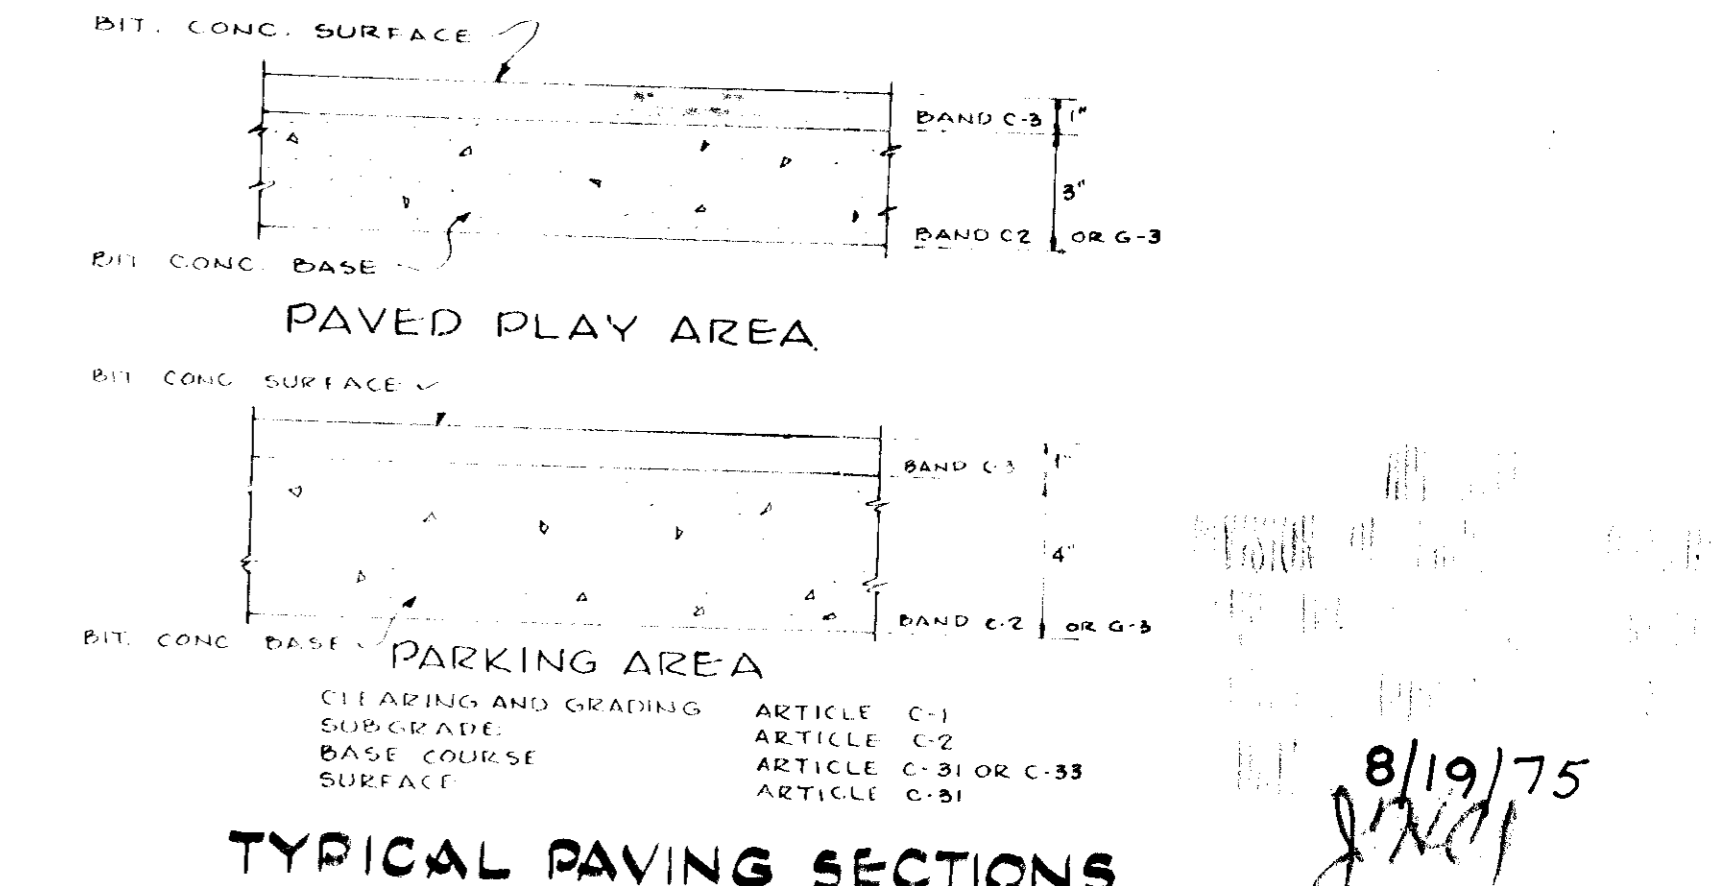 BIT. CONC. SURFACE
BAND C-3 1"
3"
BAND C2 OR G-3
BIT CONC. BASE
PAVED PLAY AREA
BIT CONC SURFACE
BAND C-3 1"
4"
BAND C-2 OR G-3
BIT. CONC BASE
PARKING AREA
CLEARING AND GRADING ARTICLE C-1
SUBGRADE ARTICLE C-2
BASE COURSE ARTICLE C-31 OR C-33
SURFACE ARTICLE C-31
8/19/75
TYPICAL PAVING SECTIONS